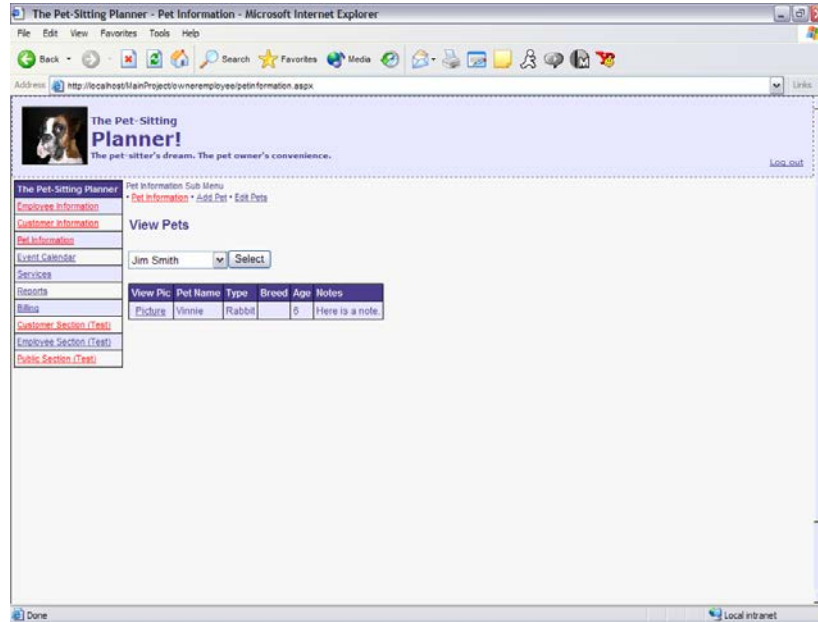 The Pet-Sitting Planner - Pet Information - Microsoft Internet Explorer
File Edit View Favorites Tools Help
Back Search Favorites Media
Address http://localhost/MainProject/owneremployee/petinformation.aspx Links
The Pet-Sitting
Planner!
The pet-sitter's dream. The pet owner's convenience.
Log out
The Pet-Sitting Planner
Employee Information
Customer Information
Pet Information
Event Calendar
Services
Reports
Billing
Customer Section (Test)
Employee Section (Test)
Public Section (Test)
Pet Information Sub Menu
• Pet Information • Add Pet • Edit Pets
View Pets
Jim Smith Select
View Pic Pet Name Type Breed Age Notes
Picture Vinnie Rabbit 6 Here is a note.
Done Local intranet